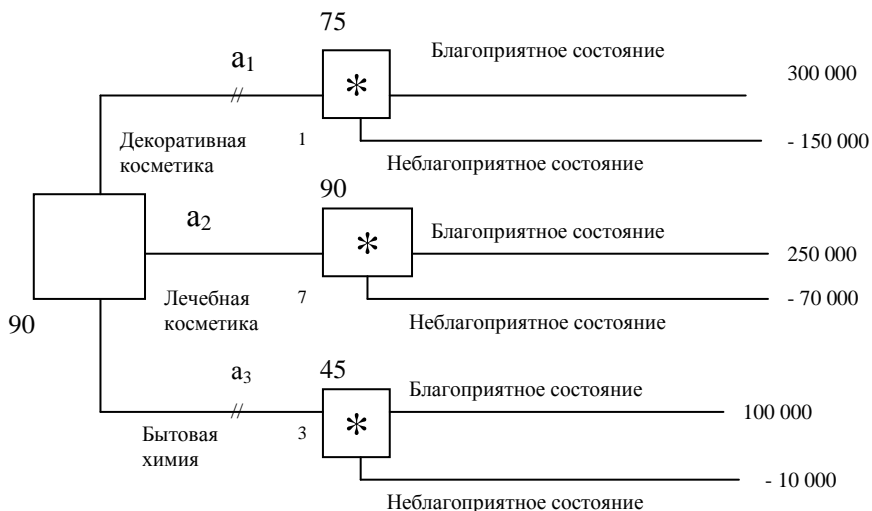 75
Благоприятное состояние
a1
300 000
*
- 150 000
Декоративная
косметика
1
Неблагоприятное состояние
90
a2
Благоприятное состояние
*
250 000
Лечебная
косметика
7
- 70 000
90
Неблагоприятное состояние
a3
45
Благоприятное состояние
100 000
*
Бытовая
химия
3
- 10 000
Неблагоприятное состояние